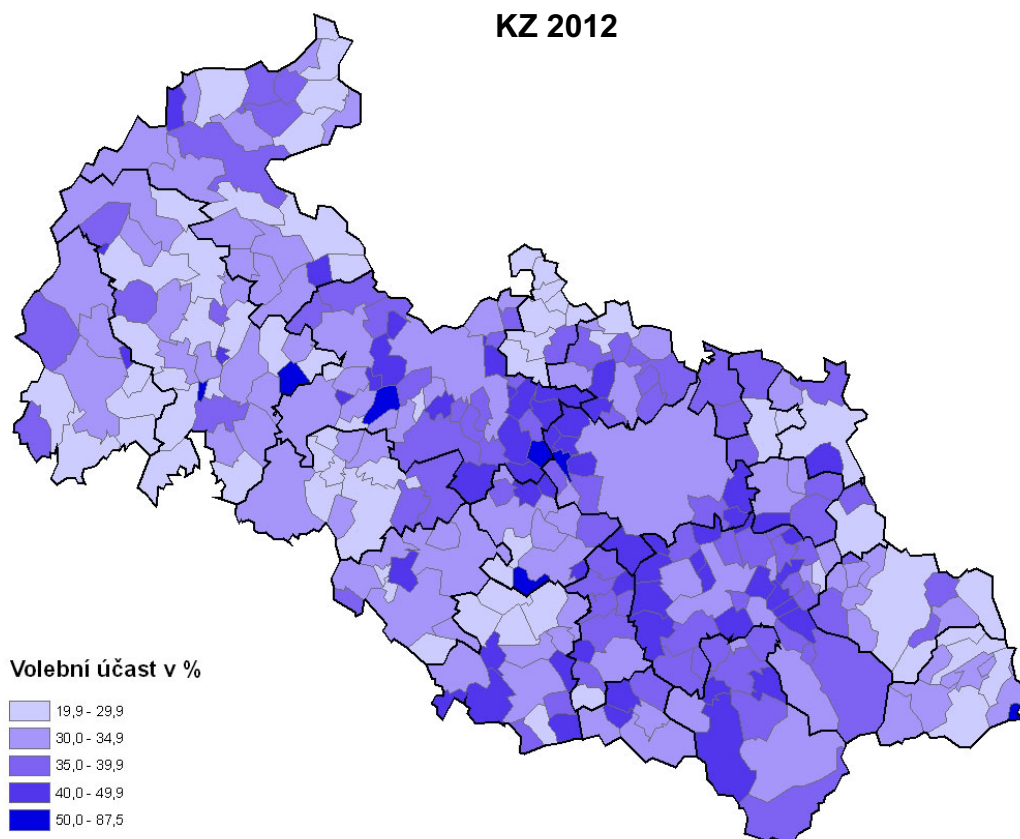 KZ 2012
Volební účast v %
19,9 - 29,9
30,0 - 34,9
35,0 - 39,9
40,0 - 49,9
50,0 - 87,5